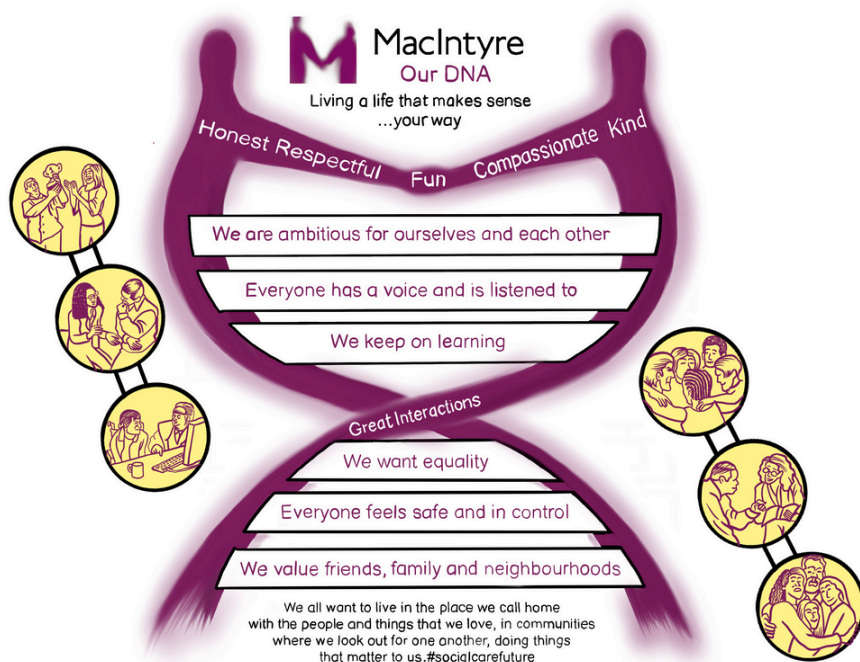 MacIntyre
Our DNA
Living a life that makes sense
...your way
Honest Respectful Fun Compassionate Kind
We are ambitious for ourselves and each other
Everyone has a voice and is listened to
We keep on learning
Great Interactions
We want equality
Everyone feels safe and in control
We value friends, family and neighbourhoods
We all want to live in the place we call home
with the people and things that we love, in communities
where we look out for one another, doing things
that matter to us.#socialcarefuture